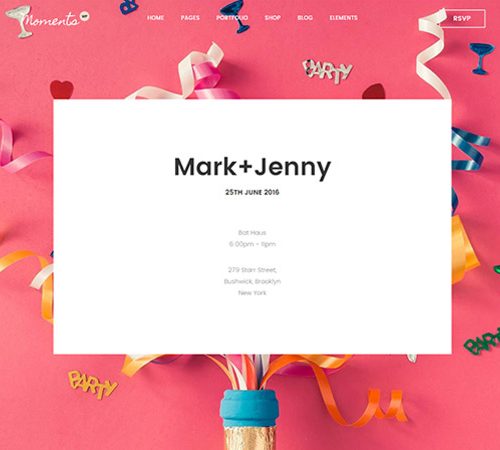 Moments
HOME PAGES PORTFOLIO SHOP BLOG ELEMENTS
RSVP
PARTY
Mark+Jenny
25TH JUNE 2016
Bat Haus
6:00pm – 11pm
279 Starr Street,
Bushwick, Brooklyn
New York
PARTY
PARTY